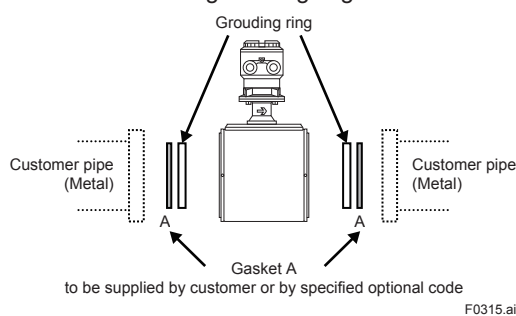 Grounding ring
Customer pipe
(Metal)
Customer pipe
(Metal)
A
A
Gasket A
to be supplied by customer or by specified optional code
F0315.ai